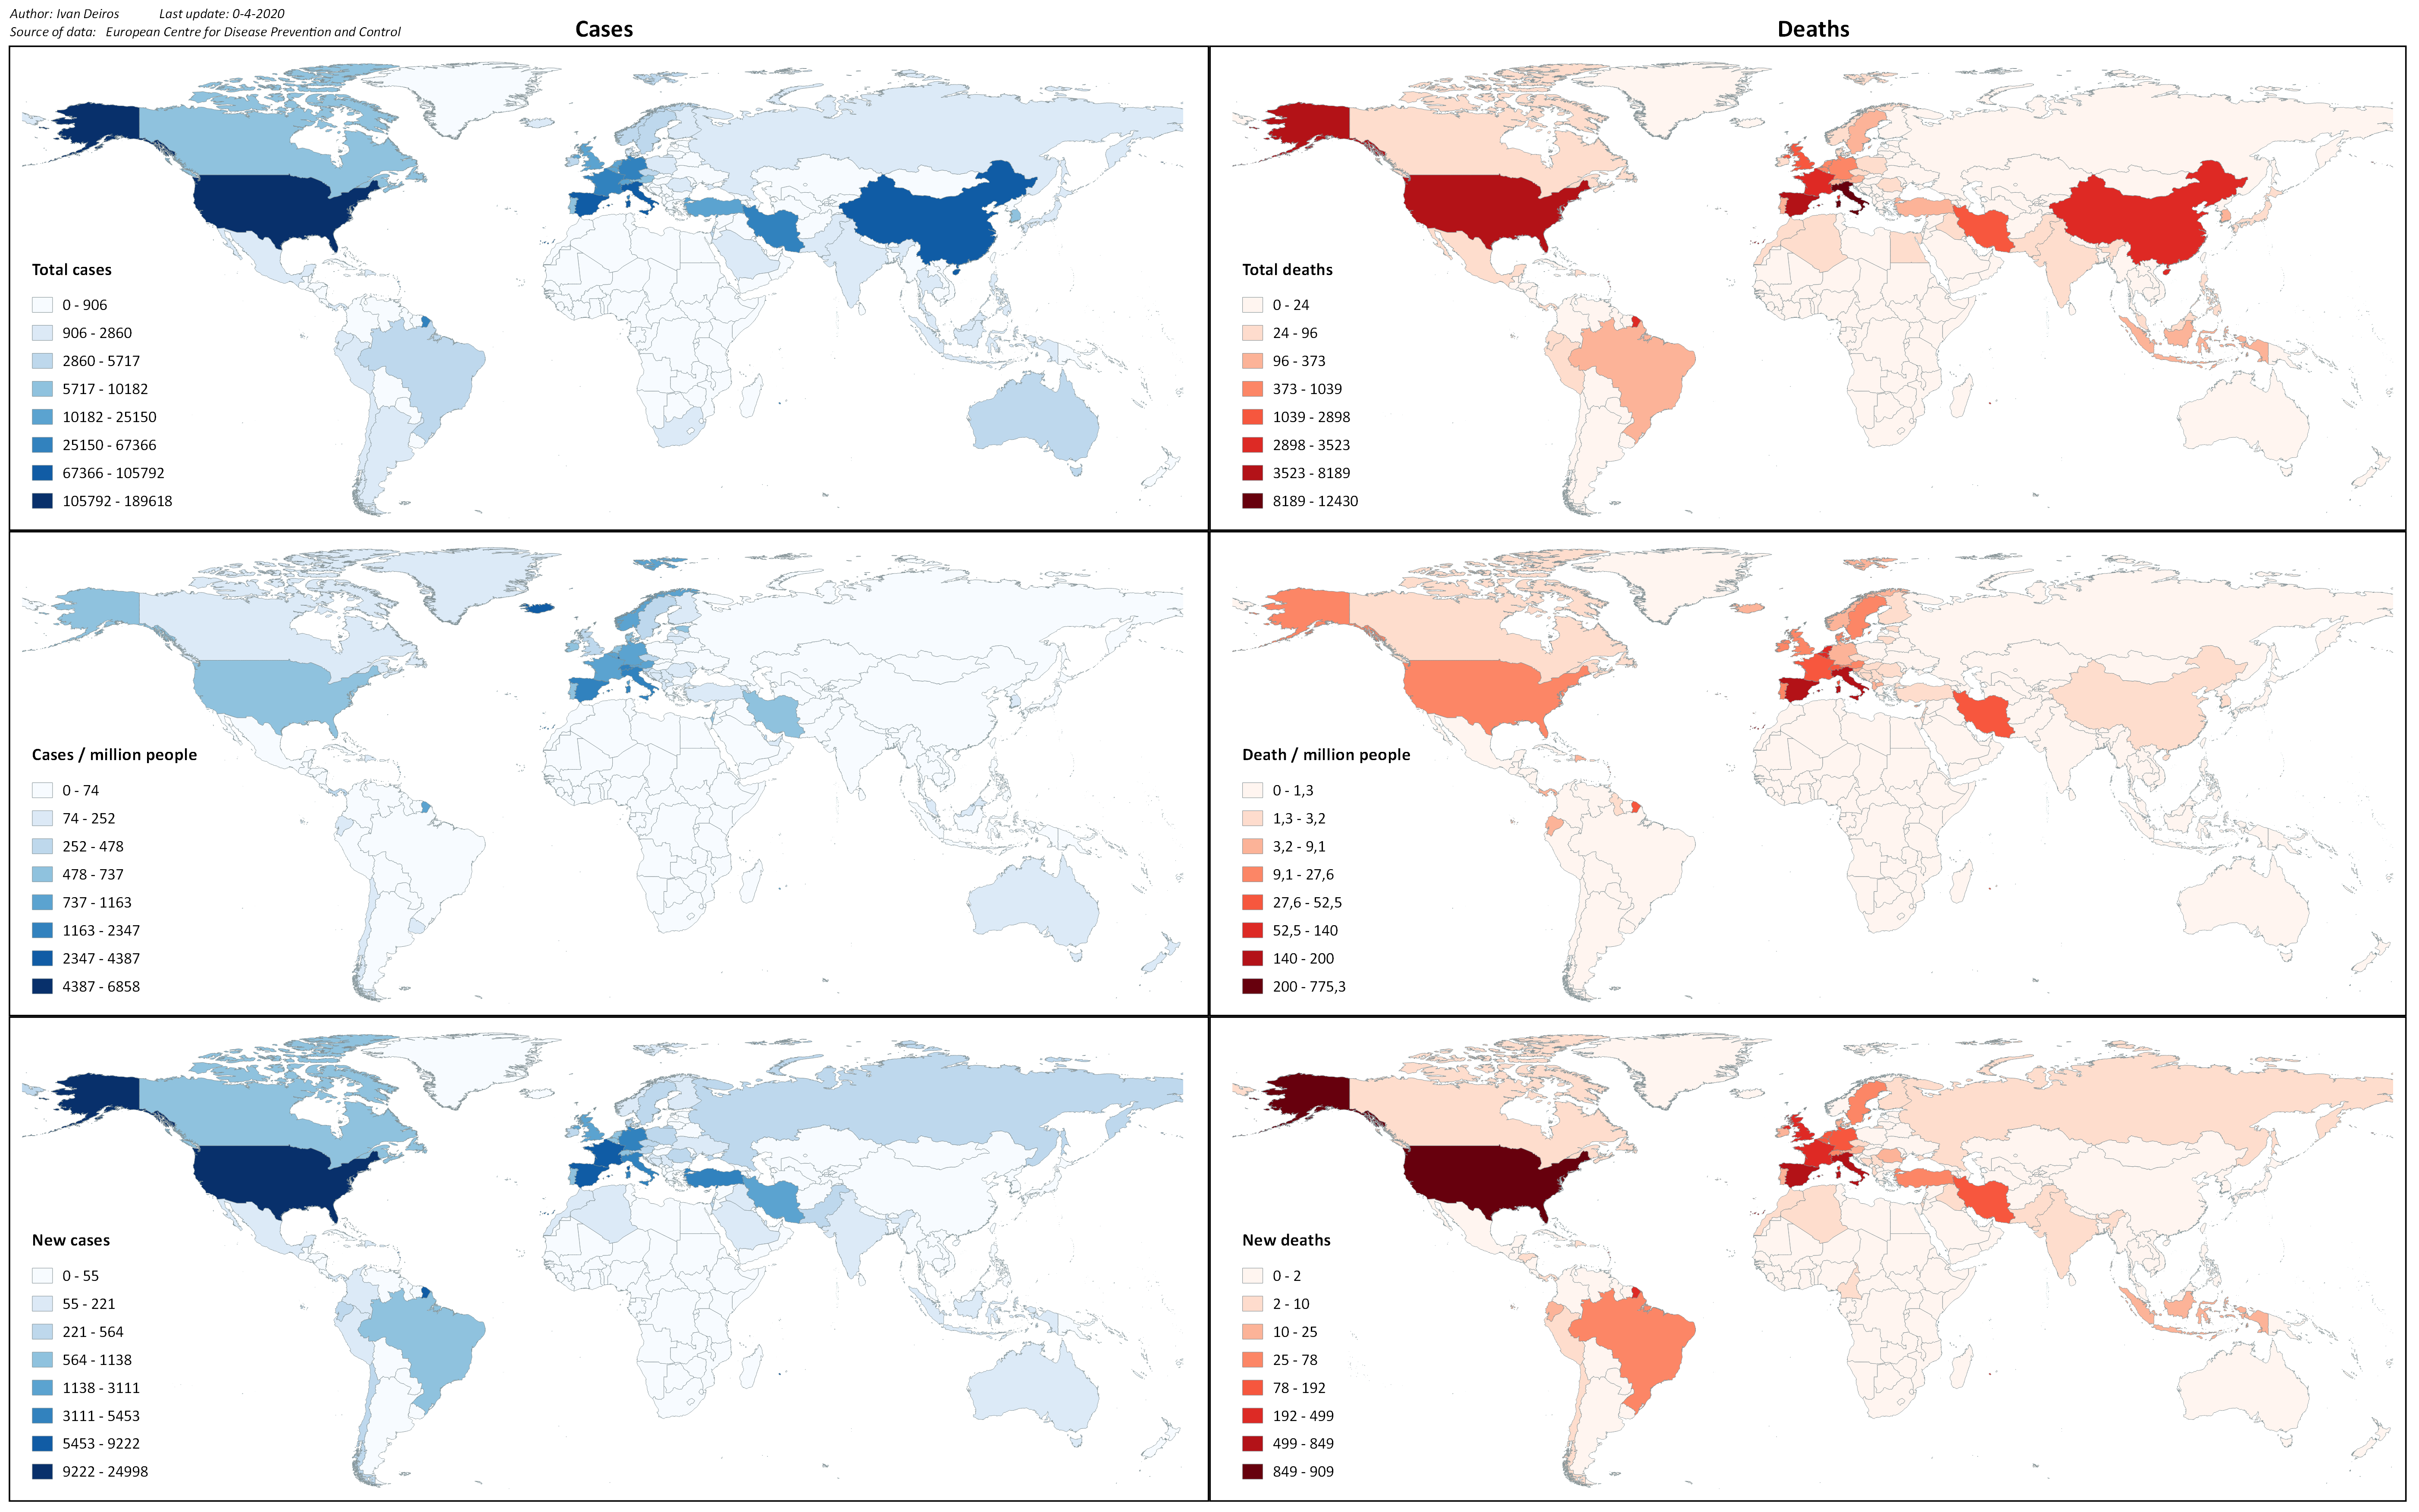 Author: Ivan Deiros Last update: 0-4-2020
Source of data: European Centre for Disease Prevention and Control
Cases
Deaths
Total cases
0 - 906
906 - 2860
2860 - 5717
5717 - 10182
10182 - 25150
25150 - 67366
67366 - 105792
105792 - 189618
Total deaths
0 - 24
24 - 96
96 - 373
373 - 1039
1039 - 2898
2898 - 3523
3523 - 8189
8189 - 12430
Cases / million people
0 - 74
74 - 252
252 - 478
478 - 737
737 - 1163
1163 - 2347
2347 - 4387
4387 - 6858
Death / million people
0 - 1,3
1,3 - 3,2
3,2 - 9,1
9,1 - 27,6
27,6 - 52,5
52,5 - 140
140 - 200
200 - 775,3
New cases
0 - 55
55 - 221
221 - 564
564 - 1138
1138 - 3111
3111 - 5453
5453 - 9222
9222 - 24998
New deaths
0 - 2
2 - 10
10 - 25
25 - 78
78 - 192
192 - 499
499 - 849
849 - 909